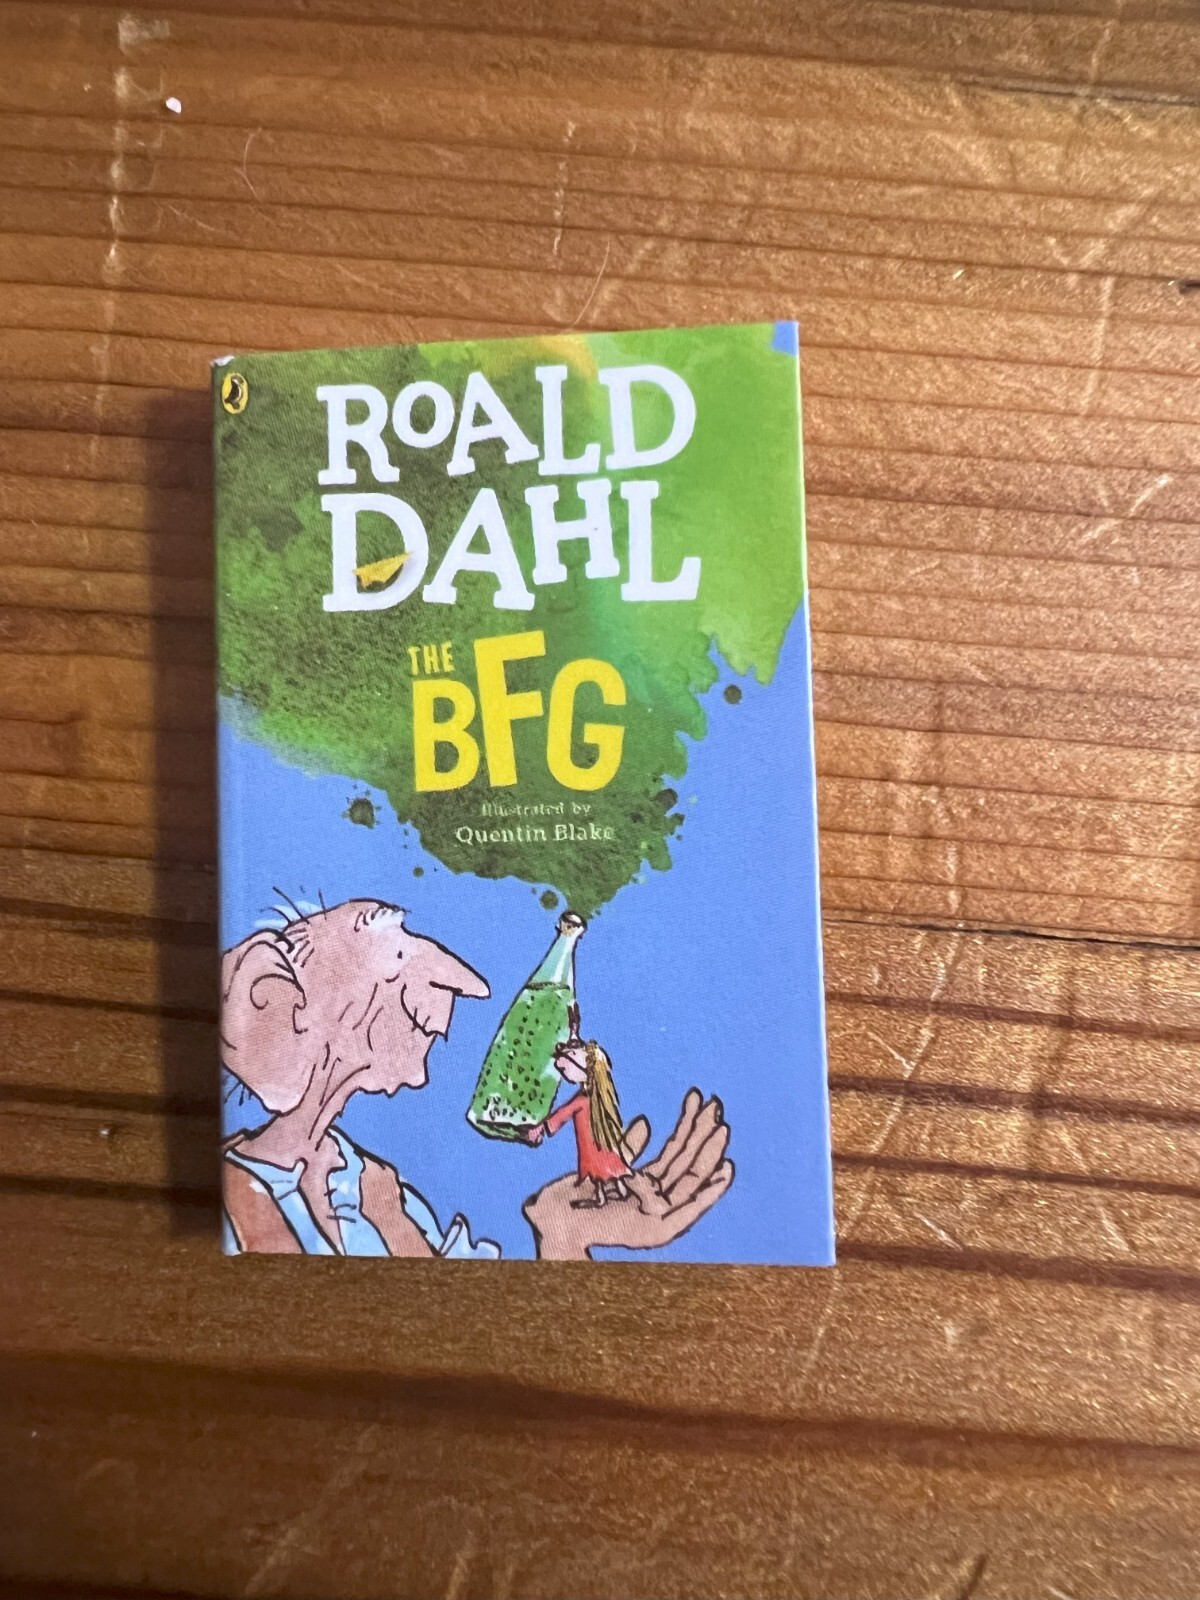 ROALD
DAHL
THE
BFG
Illustrated by
Quentin Blake